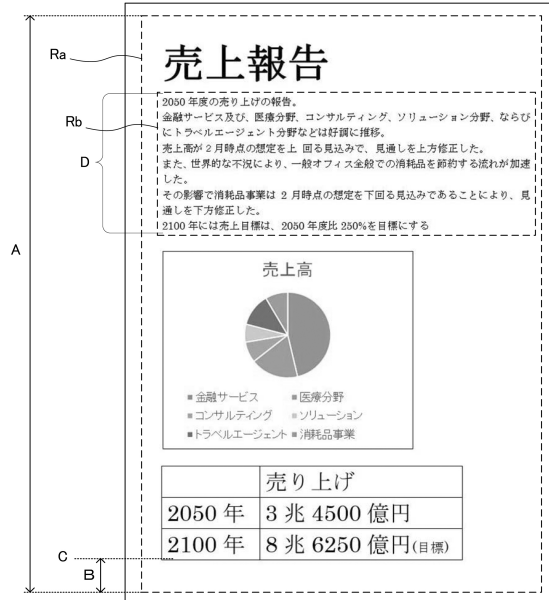 Ra
売上報告
Rb
D
A
2050 年度の売り上げの報告。
金融サービス及び、医療分野、コンサルティング、ソリューション分野、ならび
にトラベルエージェント分野などは好調に推移。
売上高が 2 月時点の想定を上 回る見込みで、見通しを上方修正した。
また、世界的な不況により、一般オフィス全般での消耗品を節約する流れが加速
した。
その影響で消耗品事業は 2 月時点の想定を下回る見込みであることにより、見
通しを下方修正した。
2100 年には売上目標は、2050 年度比 250%を目標にする
売上高
■金融サービス ■医療分野
■コンサルティング ■ソリューション
■トラベルエージェント ■消耗品事業
売り上げ
2050 年 3 兆 4500 億円
2100 年 8 兆 6250 億円(目標)
C
B